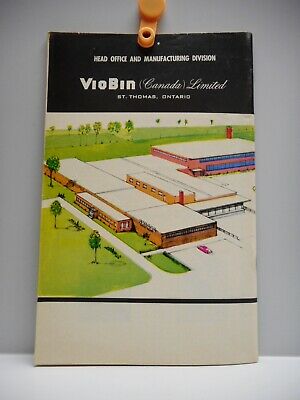 HEAD OFFICE AND MANUFACTURING DIVISION
VIOBIN (Canada) Limited
ST. THOMAS, ONTARIO